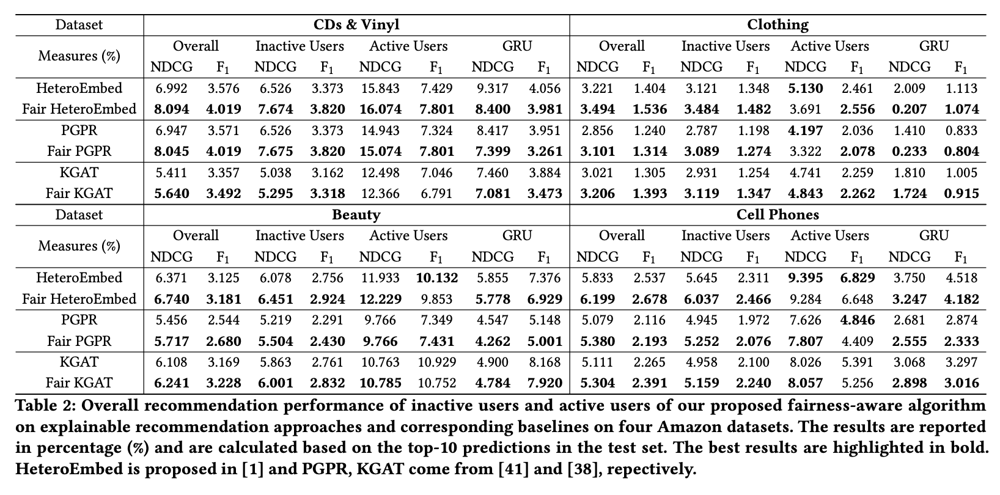 Dataset CDs & Vinyl Clothing
Measures (%) Overall Inactive Users Active Users GRU Overall Inactive Users Active Users GRU
NDCG F1 NDCG F1 NDCG F1 NDCG F1 NDCG F1 NDCG F1 NDCG F1 NDCG F1
HeteroEmbed 6.992 3.576 6.526 3.373 15.843 7.429 9.317 4.056 3.221 1.404 3.121 1.348 5.130 2.461 2.009 1.113
Fair HeteroEmbed 8.094 4.019 7.674 3.820 16.074 7.801 8.400 3.981 3.494 1.536 3.484 1.482 3.691 2.556 0.207 1.074
PGPR 6.947 3.571 6.526 3.373 14.943 7.324 8.417 3.951 2.856 1.240 2.787 1.198 4.197 2.036 1.410 0.833
Fair PGPR 8.045 4.019 7.675 3.820 15.074 7.801 7.399 3.261 3.101 1.314 3.089 1.274 3.322 2.078 0.233 0.804
KGAT 5.411 3.357 5.038 3.162 12.498 7.046 7.460 3.884 3.021 1.305 2.931 1.254 4.741 2.259 1.810 1.005
Fair KGAT 5.640 3.492 5.295 3.318 12.366 6.791 7.081 3.473 3.206 1.393 3.119 1.347 4.843 2.262 1.724 0.915
Dataset Beauty Cell Phones
Measures (%) Overall Inactive Users Active Users GRU Overall Inactive Users Active Users GRU
NDCG F1 NDCG F1 NDCG F1 NDCG F1 NDCG F1 NDCG F1 NDCG F1 NDCG F1
HeteroEmbed 6.371 3.125 6.078 2.756 11.933 10.132 5.855 7.376 5.833 2.537 5.645 2.311 9.395 6.829 3.750 4.518
Fair HeteroEmbed 6.740 3.181 6.451 2.924 12.229 9.853 5.778 6.929 6.199 2.678 6.037 2.466 9.284 6.648 3.247 4.182
PGPR 5.456 2.544 5.219 2.291 9.766 7.349 4.547 5.148 5.079 2.116 4.945 1.972 7.626 4.846 2.681 2.874
Fair PGPR 5.717 2.680 5.504 2.430 9.766 7.431 4.262 5.001 5.380 2.193 5.252 2.076 7.807 4.409 2.555 2.333
KGAT 6.108 3.169 5.863 2.761 10.763 10.929 4.900 8.168 5.111 2.265 4.958 2.100 8.026 5.391 3.068 3.297
Fair KGAT 6.241 3.228 6.001 2.832 10.785 10.752 4.784 7.920 5.304 2.391 5.159 2.240 8.057 5.256 2.898 3.016
Table 2: Overall recommendation performance of inactive users and active users of our proposed fairness-aware algorithm
on explainable recommendation approaches and corresponding baselines on four Amazon datasets. The results are reported
in percentage (%) and are calculated based on the top-10 predictions in the test set. The best results are highlighted in bold.
HeteroEmbed is proposed in [1] and PGPR, KGAT come from [41] and [38], repectively.